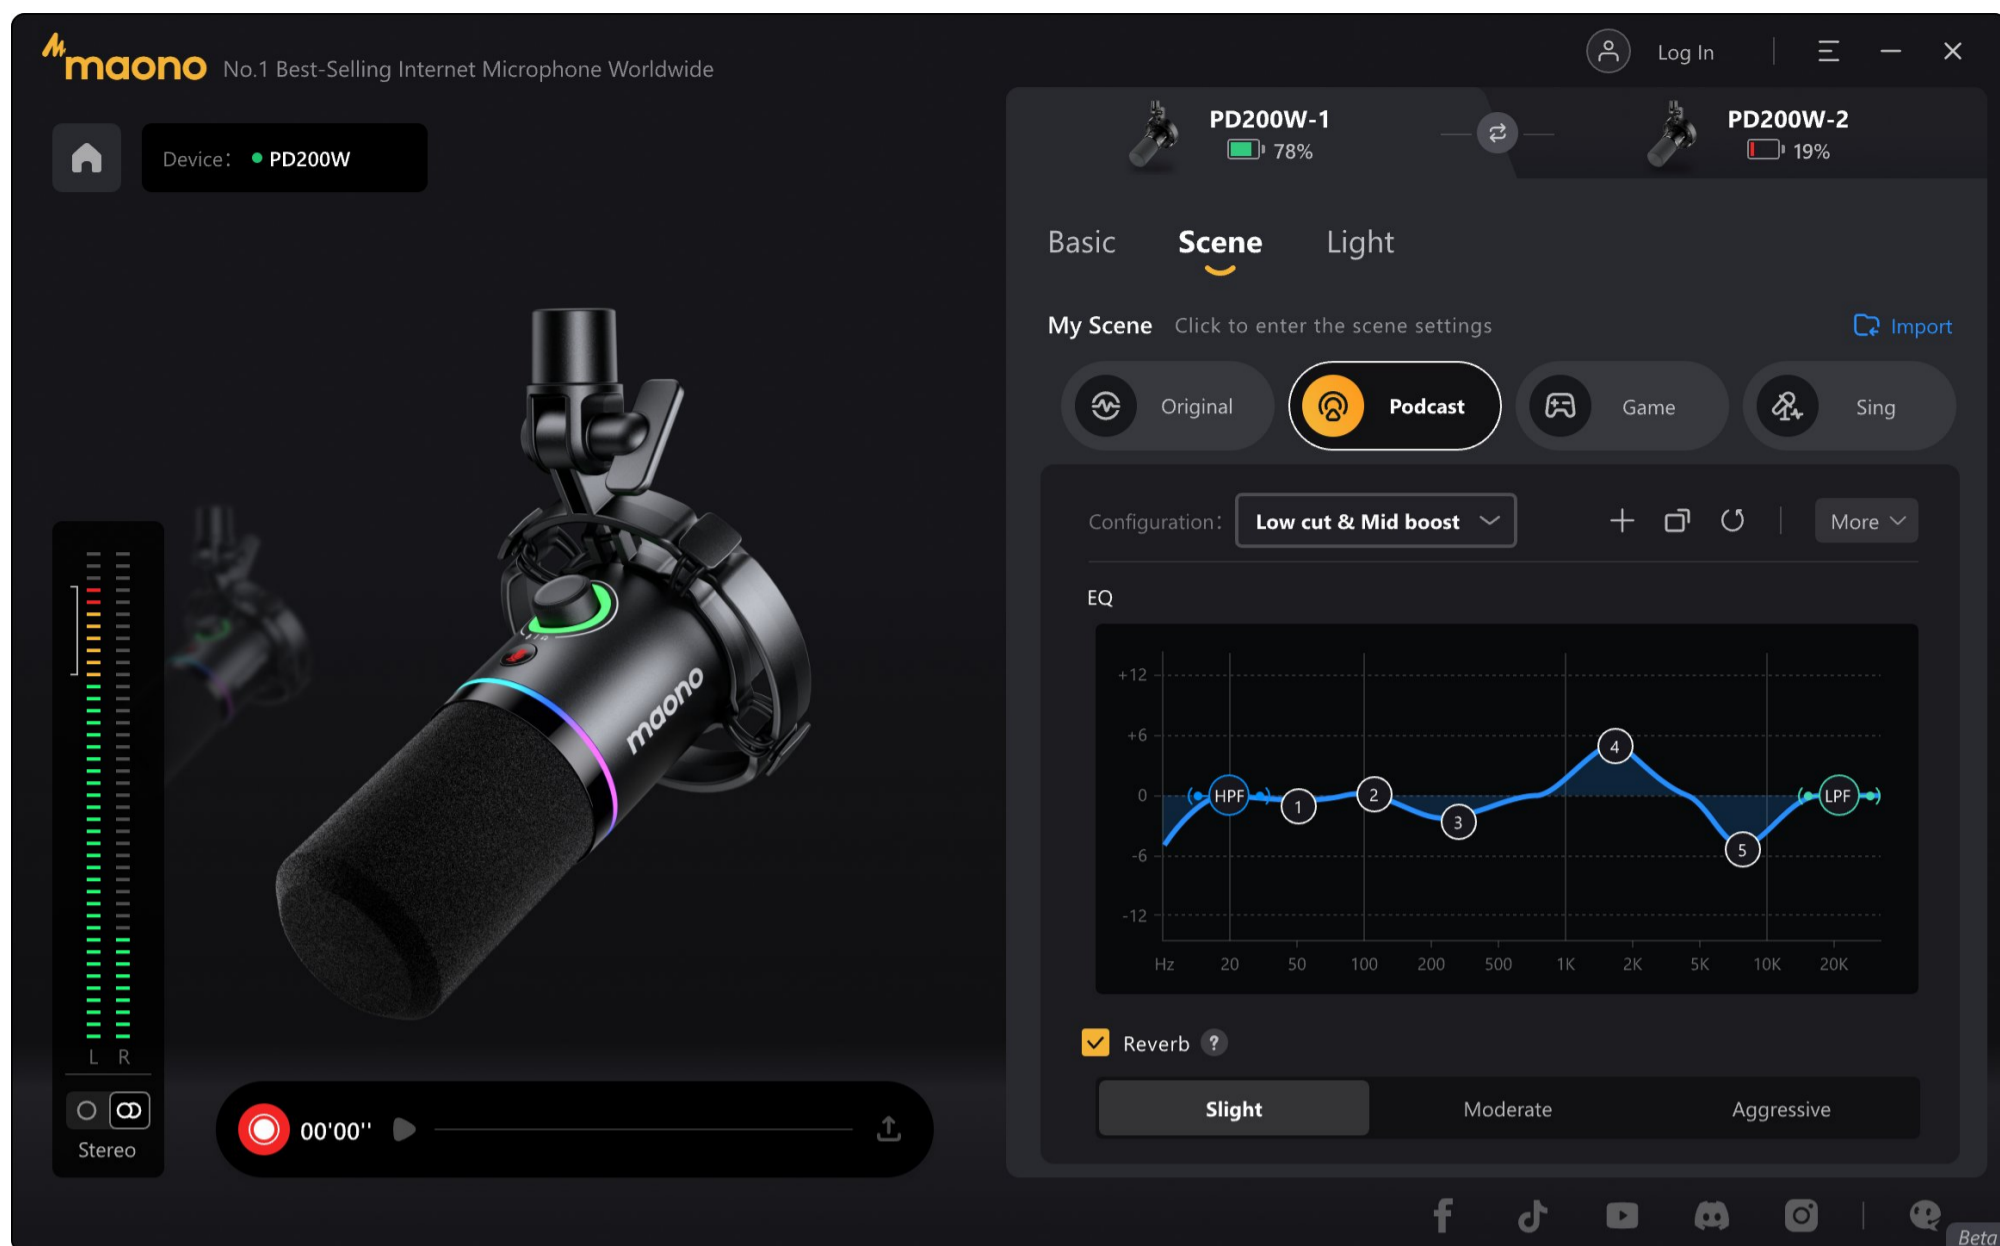 maono No.1 Best-Selling Internet Microphone Worldwide
Log In
Device: PD200W
PD200W-1
78%
PD200W-2
19%
Basic Scene Light
My Scene Click to enter the scene settings Import
Original Podcast Game Sing
Configuration: Low cut & Mid boost More
EQ
+12
+6
0
-6
-12
HPF 1 2 3 4 5 LPF
Hz 20 50 100 200 500 1K 2K 5K 10K 20K
maono
L R
Stereo
00'00''
Reverb ?
Slight Moderate Aggressive
Beta